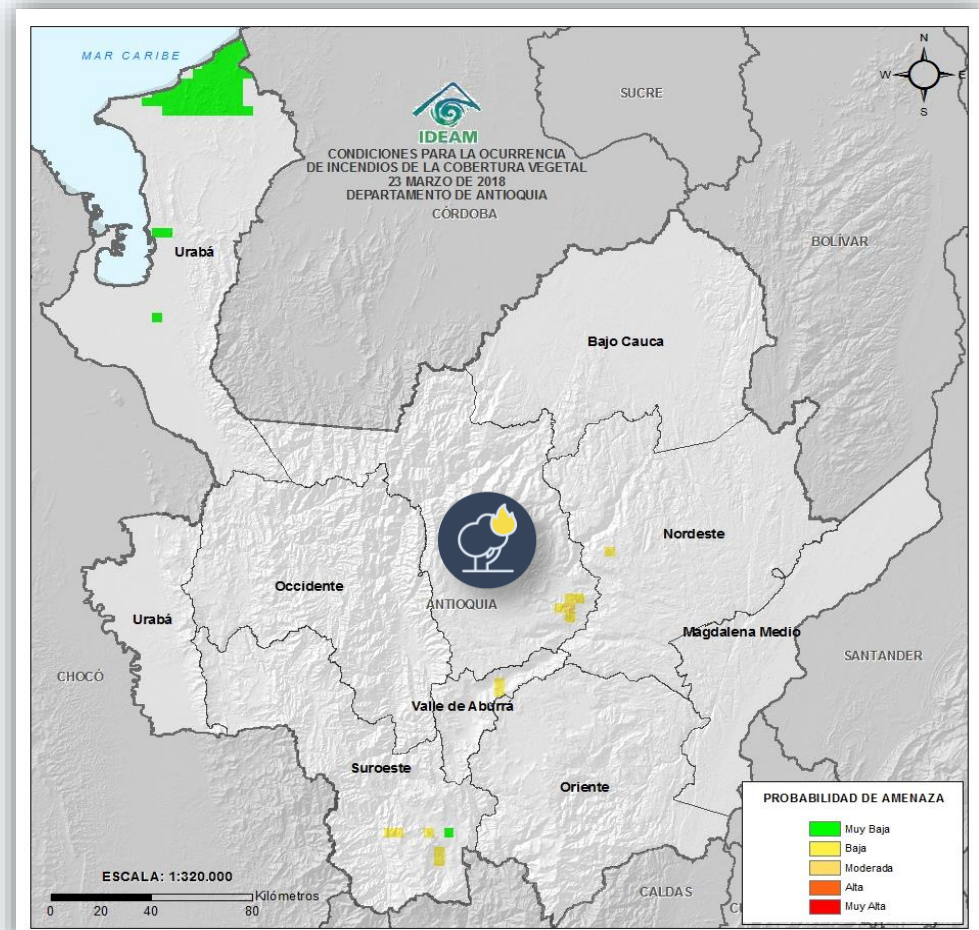 MAR CARIBE
N
W
E
S
SUCRE
IDEAM
CONDICIONES PARA LA OCURRENCIA
DE INCENDIOS DE LA COBERTURA VEGETAL
23 MARZO DE 2018
DEPARTAMENTO DE ANTIOQUIA
CÓRDOBA
BOLÍVAR
Urabá
Bajo Cauca
Nordeste
Occidente
ANTIOQUIA
Urabá
Magdalena Medio
SANTANDER
CHOCÓ
Valle de Aburrá
Suroeste
Oriente
PROBABILIDAD DE AMENAZA
Muy Baja
Baja
Moderada
Alta
Muy Alta
ESCALA: 1:320.000
Kilómetros
0 20 40 80
CALDAS